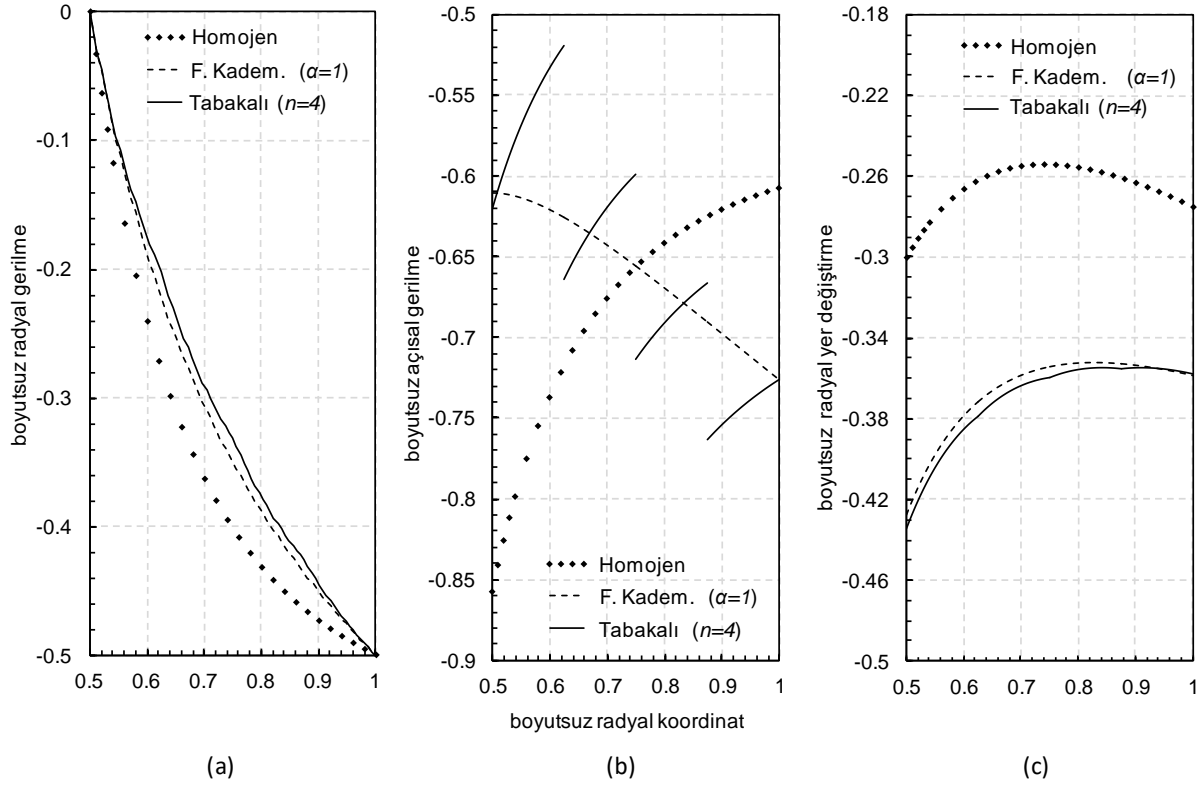 boyutsuz radyal gerilme
0
-0.1
-0.2
-0.3
-0.4
-0.5
0.5 0.6 0.7 0.8 0.9 1
Homojen
F. Kadem. (α=1)
Tabakalı (n=4)
(a)
boyutsuz açısal gerilme
-0.5
-0.55
-0.6
-0.65
-0.7
-0.75
-0.8
-0.85
-0.9
Homojen
F. Kadem. (α=1)
Tabakalı (n=4)
0.5 0.6 0.7 0.8 0.9 1
boyutsuz radyal koordinat
(b)
boyutsuz radyal yer değiştirme
-0.18
-0.22
-0.26
-0.3
-0.34
-0.38
-0.42
-0.46
-0.5
Homojen
F. Kadem. (α=1)
Tabakalı (n=4)
0.5 0.6 0.7 0.8 0.9 1
(c)